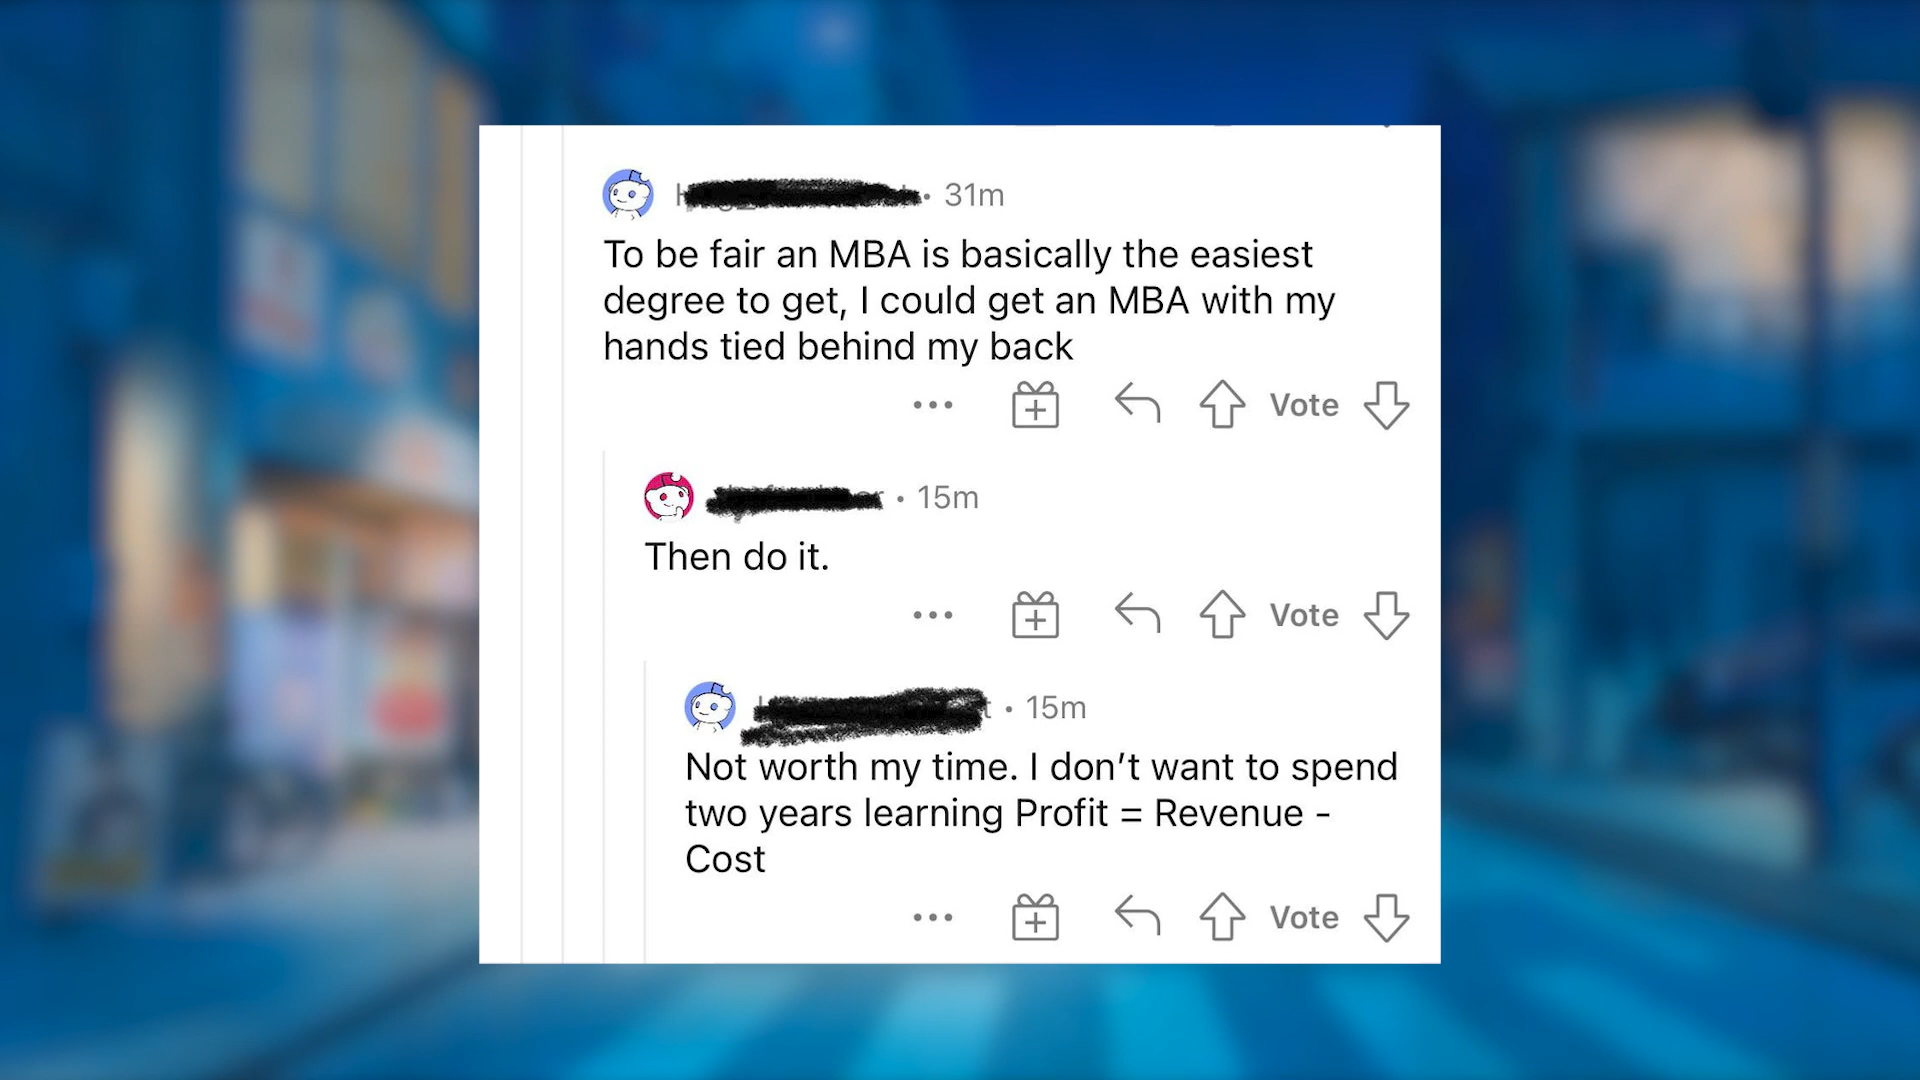 • 31m
To be fair an MBA is basically the easiest
degree to get, I could get an MBA with my
hands tied behind my back
Vote
• 15m
Then do it.
Vote
• 15m
Not worth my time. I don’t want to spend
two years learning Profit = Revenue -
Cost
Vote